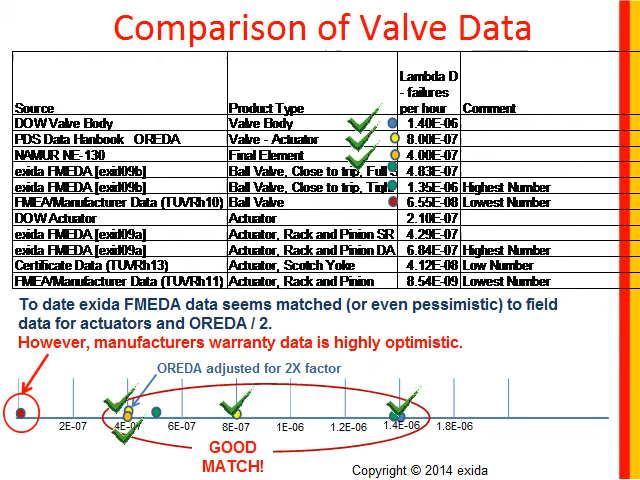 Comparison of Valve Data
Lambda D
- failures
Source Product Type per hour Comment
DOW Valve Body Valve Body 1.40E-06
PDS Data Hanbook OREDA Valve - Actuator 8.00E-07
NAMUR NE-130 Final Element 4.00E-07
exida FMEDA [exid09b] Ball Valve, Close to trip, Full S 4.83E-07
exida FMEDA [exid09b] Ball Valve, Close to trip, Tigh 1.35E-06 Highest Number
FMEA/Manufacturer Data (TUVRh10) Ball Valve 6.55E-08 Lowest Number
DOW Actuator Actuator 2.10E-07
exida FMEDA [exid09a] Actuator, Rack and Pinion SR 4.29E-07
exida FMEDA [exid09a] Actuator, Rack and Pinion DA 6.84E-07 Highest Number
Certificate Data (TUVRh13) Actuator, Scotch Yoke 4.12E-08 Low Number
FMEA/Manufacturer Data (TUVRh11) Actuator, Rack and Pinion 8.54E-09 Lowest Number
To date exida FMEDA data seems matched (or even pessimistic) to field
data for actuators and OREDA / 2.
However, manufacturers warranty data is highly optimistic.
OREDA adjusted for 2X factor
2E-07 4E-07 6E-07 8E-07 1E-06 1.2E-06 1.4E-06 1.8E-06
GOOD
MATCH!
Copyright © 2014 exida